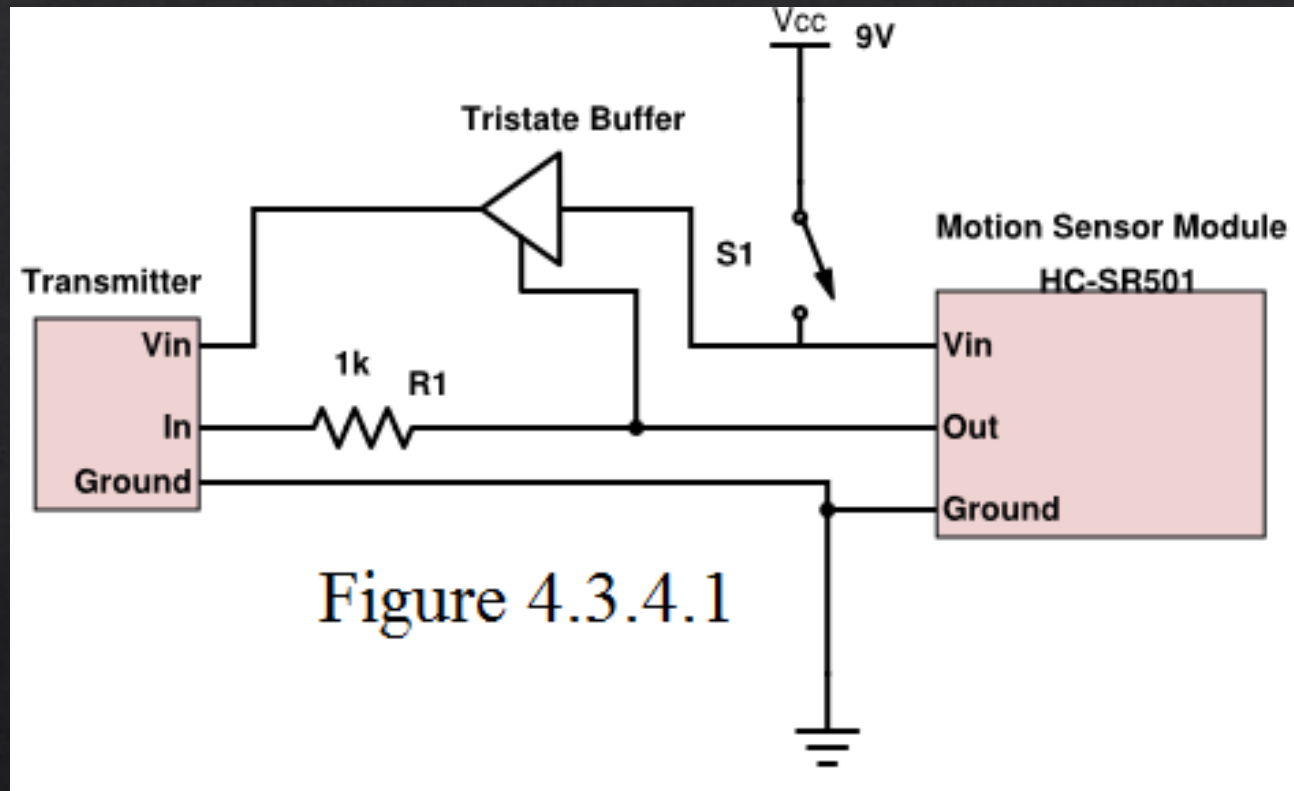 Vcc 9V
Tristate Buffer
Motion Sensor Module
HC-SR501
S1
Transmitter
Vin
In
Ground
1k R1
Vin
Out
Ground
Figure 4.3.4.1